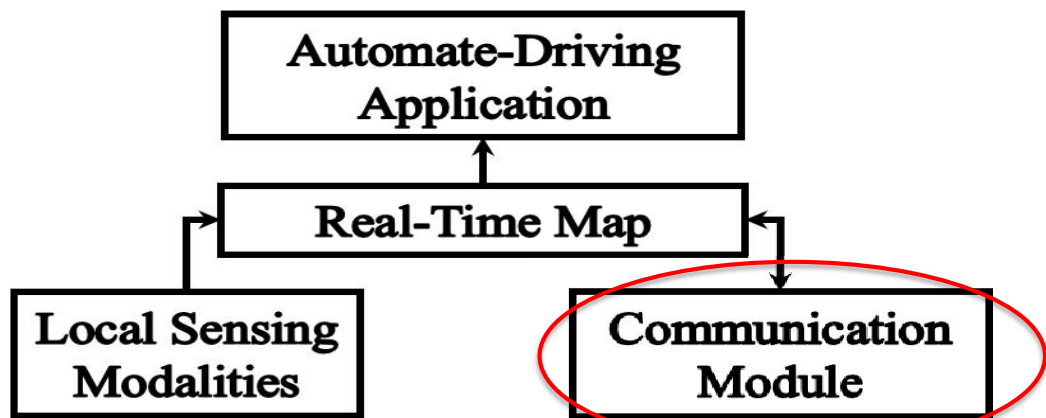 Automate-Driving
Application
Real-Time Map
Local Sensing
Modalities
Communication
Module